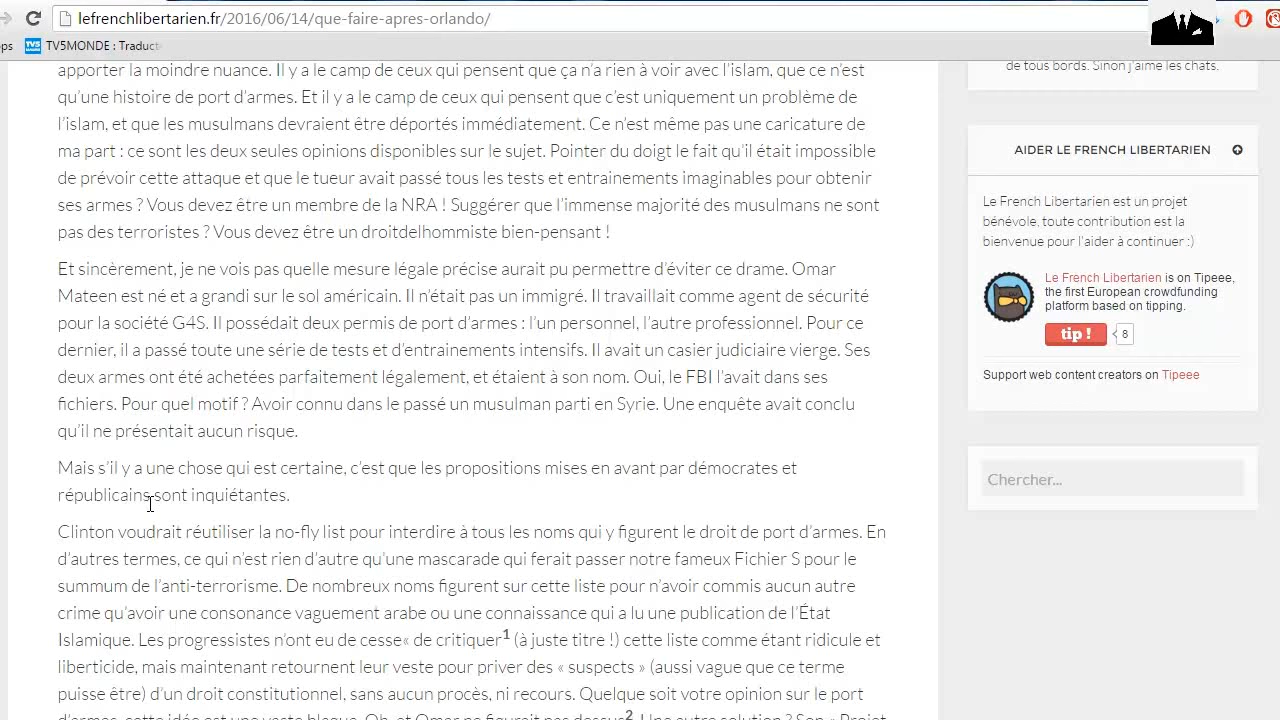 lefrenchlibertarien.fr/2016/06/14/que-faire-apres-orlando/
ps TV5MONDE : Traduct
apporter la moindre nuance. Il y a le camp de ceux qui pensent que ça n'a rien à voir avec l'islam, que ce n'est
qu'une histoire de port d'armes. Et il y a le camp de ceux qui pensent que c'est uniquement un problème de
l'islam, et que les musulmans devraient être déportés immédiatement. Ce n'est même pas une caricature de
ma part : ce sont les deux seules opinions disponibles sur le sujet. Pointer du doigt le fait qu'il était impossible
de prévoir cette attaque et que le tueur avait passé tous les tests et entrainements imaginables pour obtenir
ses armes ? Vous devez être un membre de la NRA ! Suggérer que l'immense majorité des musulmans ne sont
pas des terroristes ? Vous devez être un droitdelhommiste bien-pensant !
Et sincèrement, je ne vois pas quelle mesure légale précise aurait pu permettre d'éviter ce drame. Omar
Mateen est né et a grandi sur le sol américain. Il n'était pas un immigré. Il travaillait comme agent de sécurité
pour la société G4S. Il possédait deux permis de port d'armes : l'un personnel, l'autre professionnel. Pour ce
dernier, il a passé toute une série de tests et d'entrainements intensifs. Il avait un casier judiciaire vierge. Ses
deux armes ont été achetées parfaitement légalement, et étaient à son nom. Oui, le FBI l'avait dans ses
fichiers. Pour quel motif ? Avoir connu dans le passé un musulman parti en Syrie. Une enquête avait conclu
qu'il ne présentait aucun risque.
Mais s'il y a une chose qui est certaine, c'est que les propositions mises en avant par démocrates et
républicains sont inquiétantes.
Clinton voudrait réutiliser la no-fly list pour interdire à tous les noms qui y figurent le droit de port d'armes. En
d'autres termes, ce qui n'est rien d'autre qu'une mascarade qui ferait passer notre fameux Fichier S pour le
summum de l'anti-terrorisme. De nombreux noms figurent sur cette liste pour n'avoir commis aucun autre
crime qu'avoir une consonance vaguement arabe ou une connaissance qui a lu une publication de l'État
Islamique. Les progressistes n'ont eu de cesse« de critiquer1 (à juste titre !) cette liste comme étant ridicule et
liberticide, mais maintenant retournent leur veste pour priver des « suspects » (aussi vague que ce terme
puisse être) d'un droit constitutionnel, sans aucun procès, ni recours. Quelque soit votre opinion sur le port
d'armes, cette idée est une vaste blague. Oh, et Omar ne figurait pas dessus2. Une autre solution ? Son « Projet
de tous bords. Sinon j'aime les chats.
AIDER LE FRENCH LIBERTARIEN
Le French Libertarien est un projet
bénévole, toute contribution est la
bienvenue pour l'aider à continuer :)
Le French Libertarien is on Tipeee,
the first European crowdfunding
platform based on tipping.
tip ! 8
Support web content creators on Tipeee
Chercher...